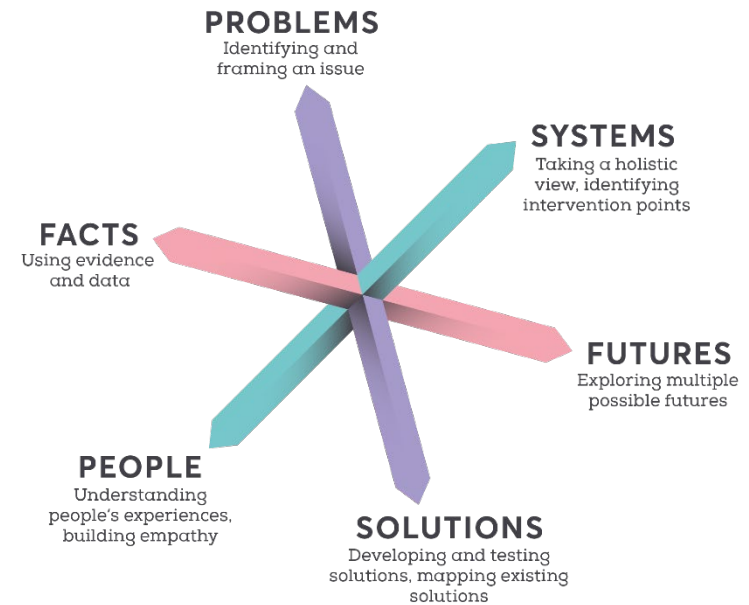 PROBLEMS
Identifying and
framing an issue
SYSTEMS
Taking a holistic
view, identifying
intervention points
FACTS
Using evidence
and data
FUTURES
Exploring multiple
possible futures
PEOPLE
Understanding
people's experiences,
building empathy
SOLUTIONS
Developing and testing
solutions, mapping existing
solutions